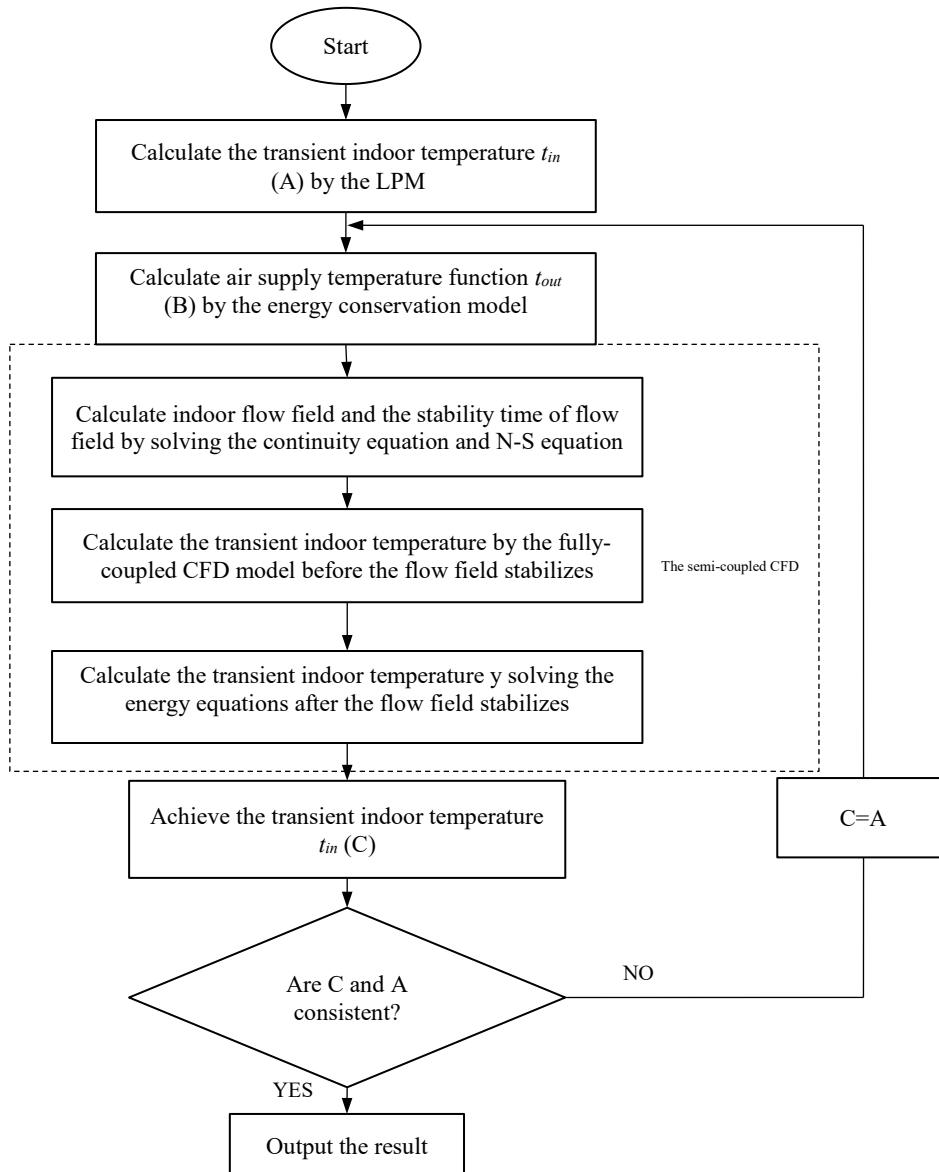 Start
Calculate the transient indoor temperature tin
(A) by the LPM
Calculate air supply temperature function tout
(B) by the energy conservation model
Calculate indoor flow field and the stability time of flow
field by solving the continuity equation and N-S equation
Calculate the transient indoor temperature by the fully-
coupled CFD model before the flow field stabilizes
The semi-coupled CFD
Calculate the transient indoor temperature y solving the
energy equations after the flow field stabilizes
Achieve the transient indoor temperature
tin (C)
C=A
Are C and A
consistent?
NO
YES
Output the result